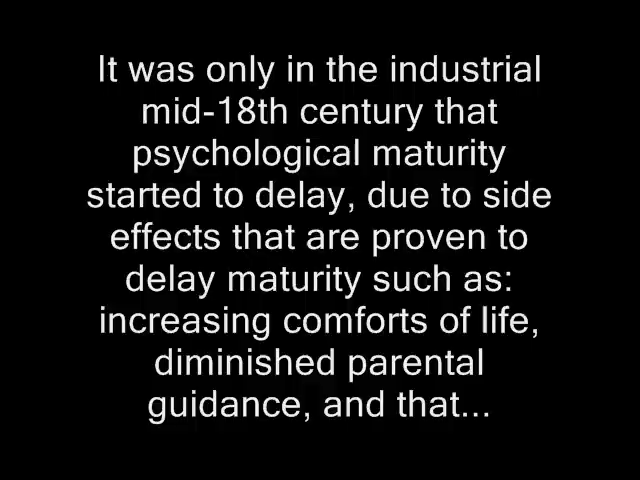 It was only in the industrial
mid-18th century that
psychological maturity
started to delay, due to side
effects that are proven to
delay maturity such as:
increasing comforts of life,
diminished parental
guidance, and that...